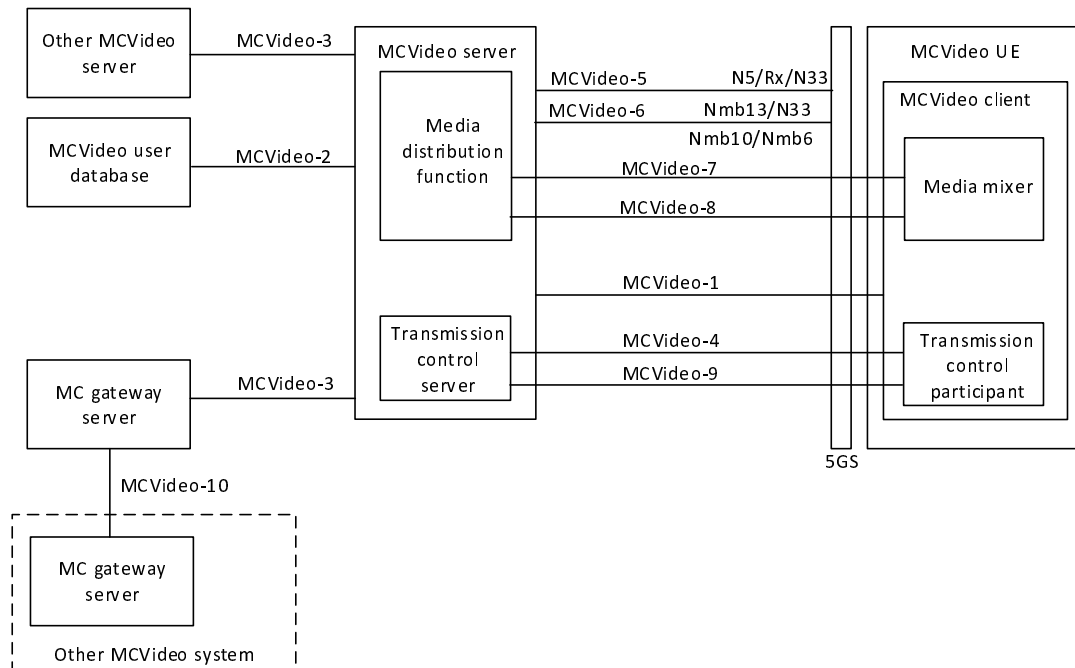 Other MCVideo
server
MCVideo-3
MCVideo server
MCVideo UE
MCVideo-5
N5/Rx/N33
MCVideo client
MCVideo-6
Nmb13/N33
Media
distribution
function
Nmb10/Nmb6
MCVideo user
database
MCVideo-2
MCVideo-7
Media mixer
MCVideo-8
MCVideo-1
Transmission
control
server
MCVideo-4
Transmission
control
participant
MCVideo-9
MC gateway
server
MCVideo-3
5GS
MCVideo-10
MC gateway
server
Other MCVideo system